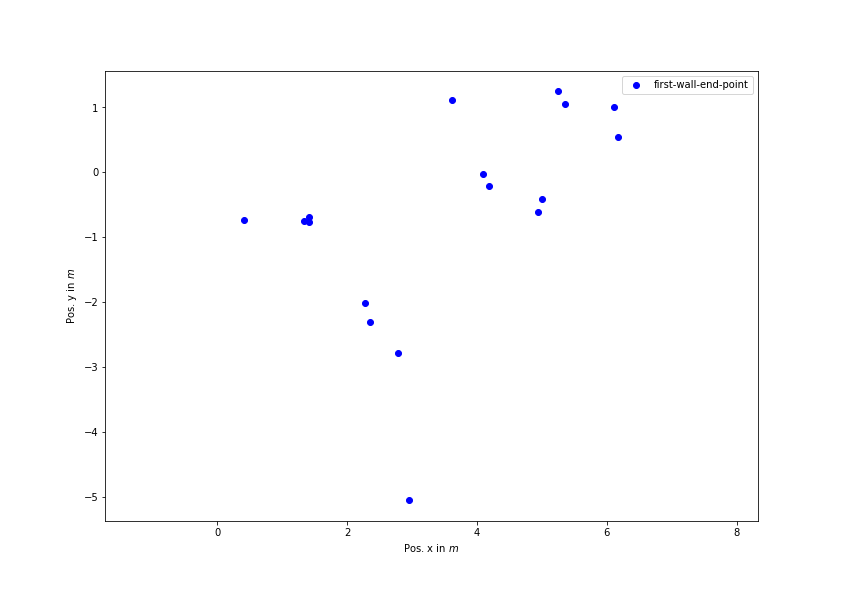 first-wall-end-point
1
0
−1
−2
−3
−4
−5
Pos. y in m
0 2 4 6 8
Pos. x in m